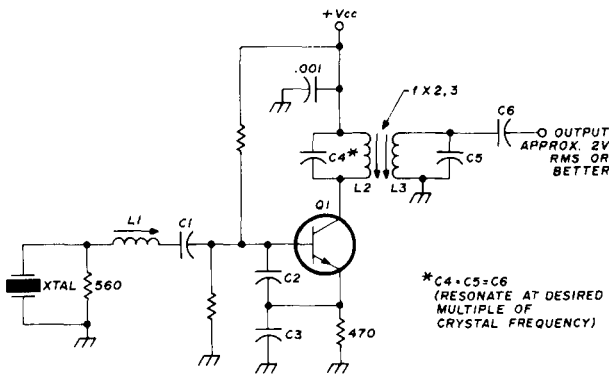 +Vcc
.001
f X 2, 3
C6
OUTPUT
APPROX. 2V
RMS OR
BETTER
C4*
C5
L2
L3
Q1
L1
C1
XTAL
560
C2
C3
470
*C4=C5=C6
(RESONATE AT DESIRED
MULTIPLE OF
CRYSTAL FREQUENCY)